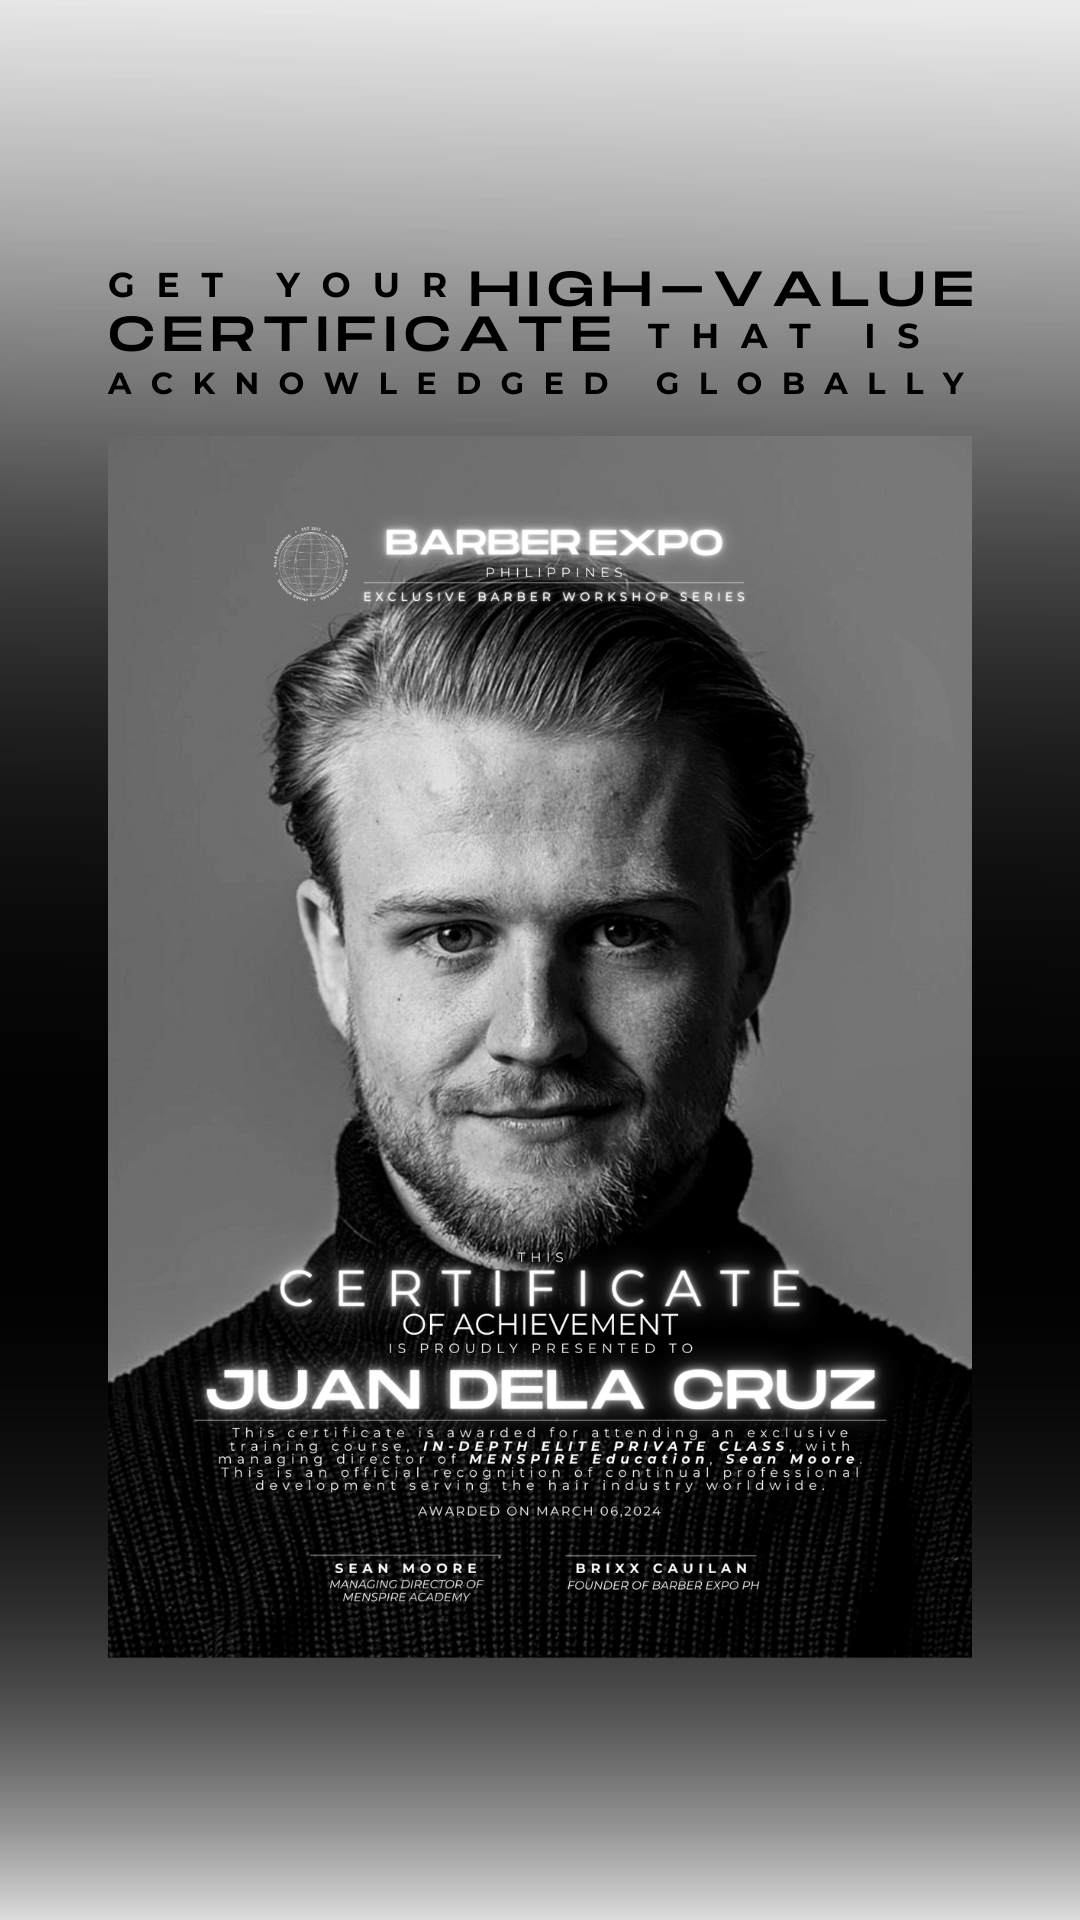 GET YOUR HIGH-VALUE
CERTIFICATE THAT IS
ACKNOWLEDGED GLOBALLY
BARBER EXPO
PHILIPPINES
EXCLUSIVE BARBER WORKSHOP SERIES
THIS
CERTIFICATE
OF ACHIEVEMENT
IS PROUDLY PRESENTED TO
JUAN DELA CRUZ
This certificate is awarded for attending an exclusive
training course, IN-DEPTH ELITE PRIVATE CLASS, with
managing director of MENSPIRE Education, Sean Moore.
This is an official recognition of continual professional
development serving the hair industry worldwide.
AWARDED ON MARCH 06,2024
SEAN MOORE
MANAGING DIRECTOR OF
MENSPIRE ACADEMY
BRIXX CAUILAN
FOUNDER OF BARBER EXPO PH